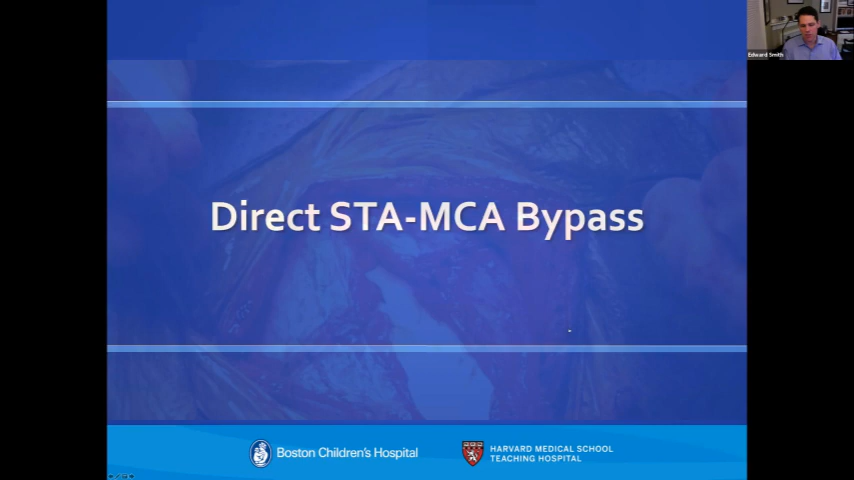 Edward Smith
Direct STA-MCA Bypass
Boston Children's Hospital
HARVARD MEDICAL SCHOOL
TEACHING HOSPITAL